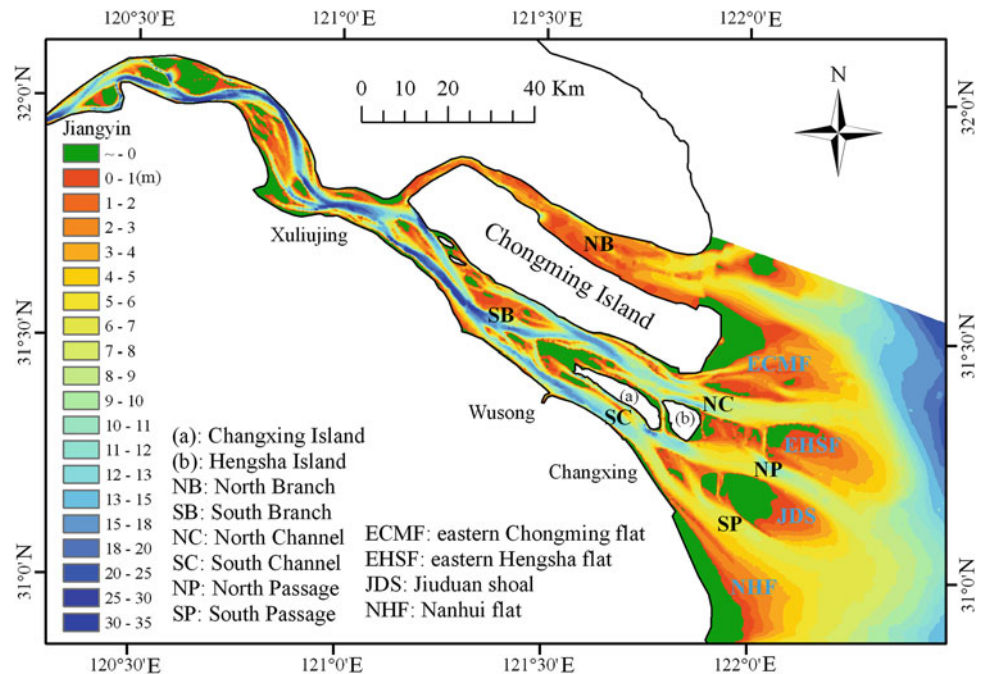 120°30'E 121°0'E 121°30'E 122°0'E
32°0'N
31°30'N
31°0'N
32°0'N
31°30'N
31°0'N
0 10 20 40 Km
N
Jiangyin
~ - 0
0 - 1(m)
1 - 2
2 - 3
3 - 4
4 - 5
5 - 6
6 - 7
7 - 8
8 - 9
9 - 10
10 - 11
11 - 12
12 - 13
13 - 15
15 - 18
18 - 20
20 - 25
25 - 30
30 - 35
Xuliujing
Chongming Island
NB
SB
ECMF
(a)
NC
(b)
SC
Wusong
EHSF
NP
Changxing
JDS
SP
NHF
(a): Changxing Island
(b): Hengsha Island
NB: North Branch
SB: South Branch
NC: North Channel
SC: South Channel
NP: North Passage
SP: South Passage
ECMF: eastern Chongming flat
EHSF: eastern Hengsha flat
JDS: Jiuduan shoal
NHF: Nanhui flat
120°30'E 121°0'E 121°30'E 122°0'E